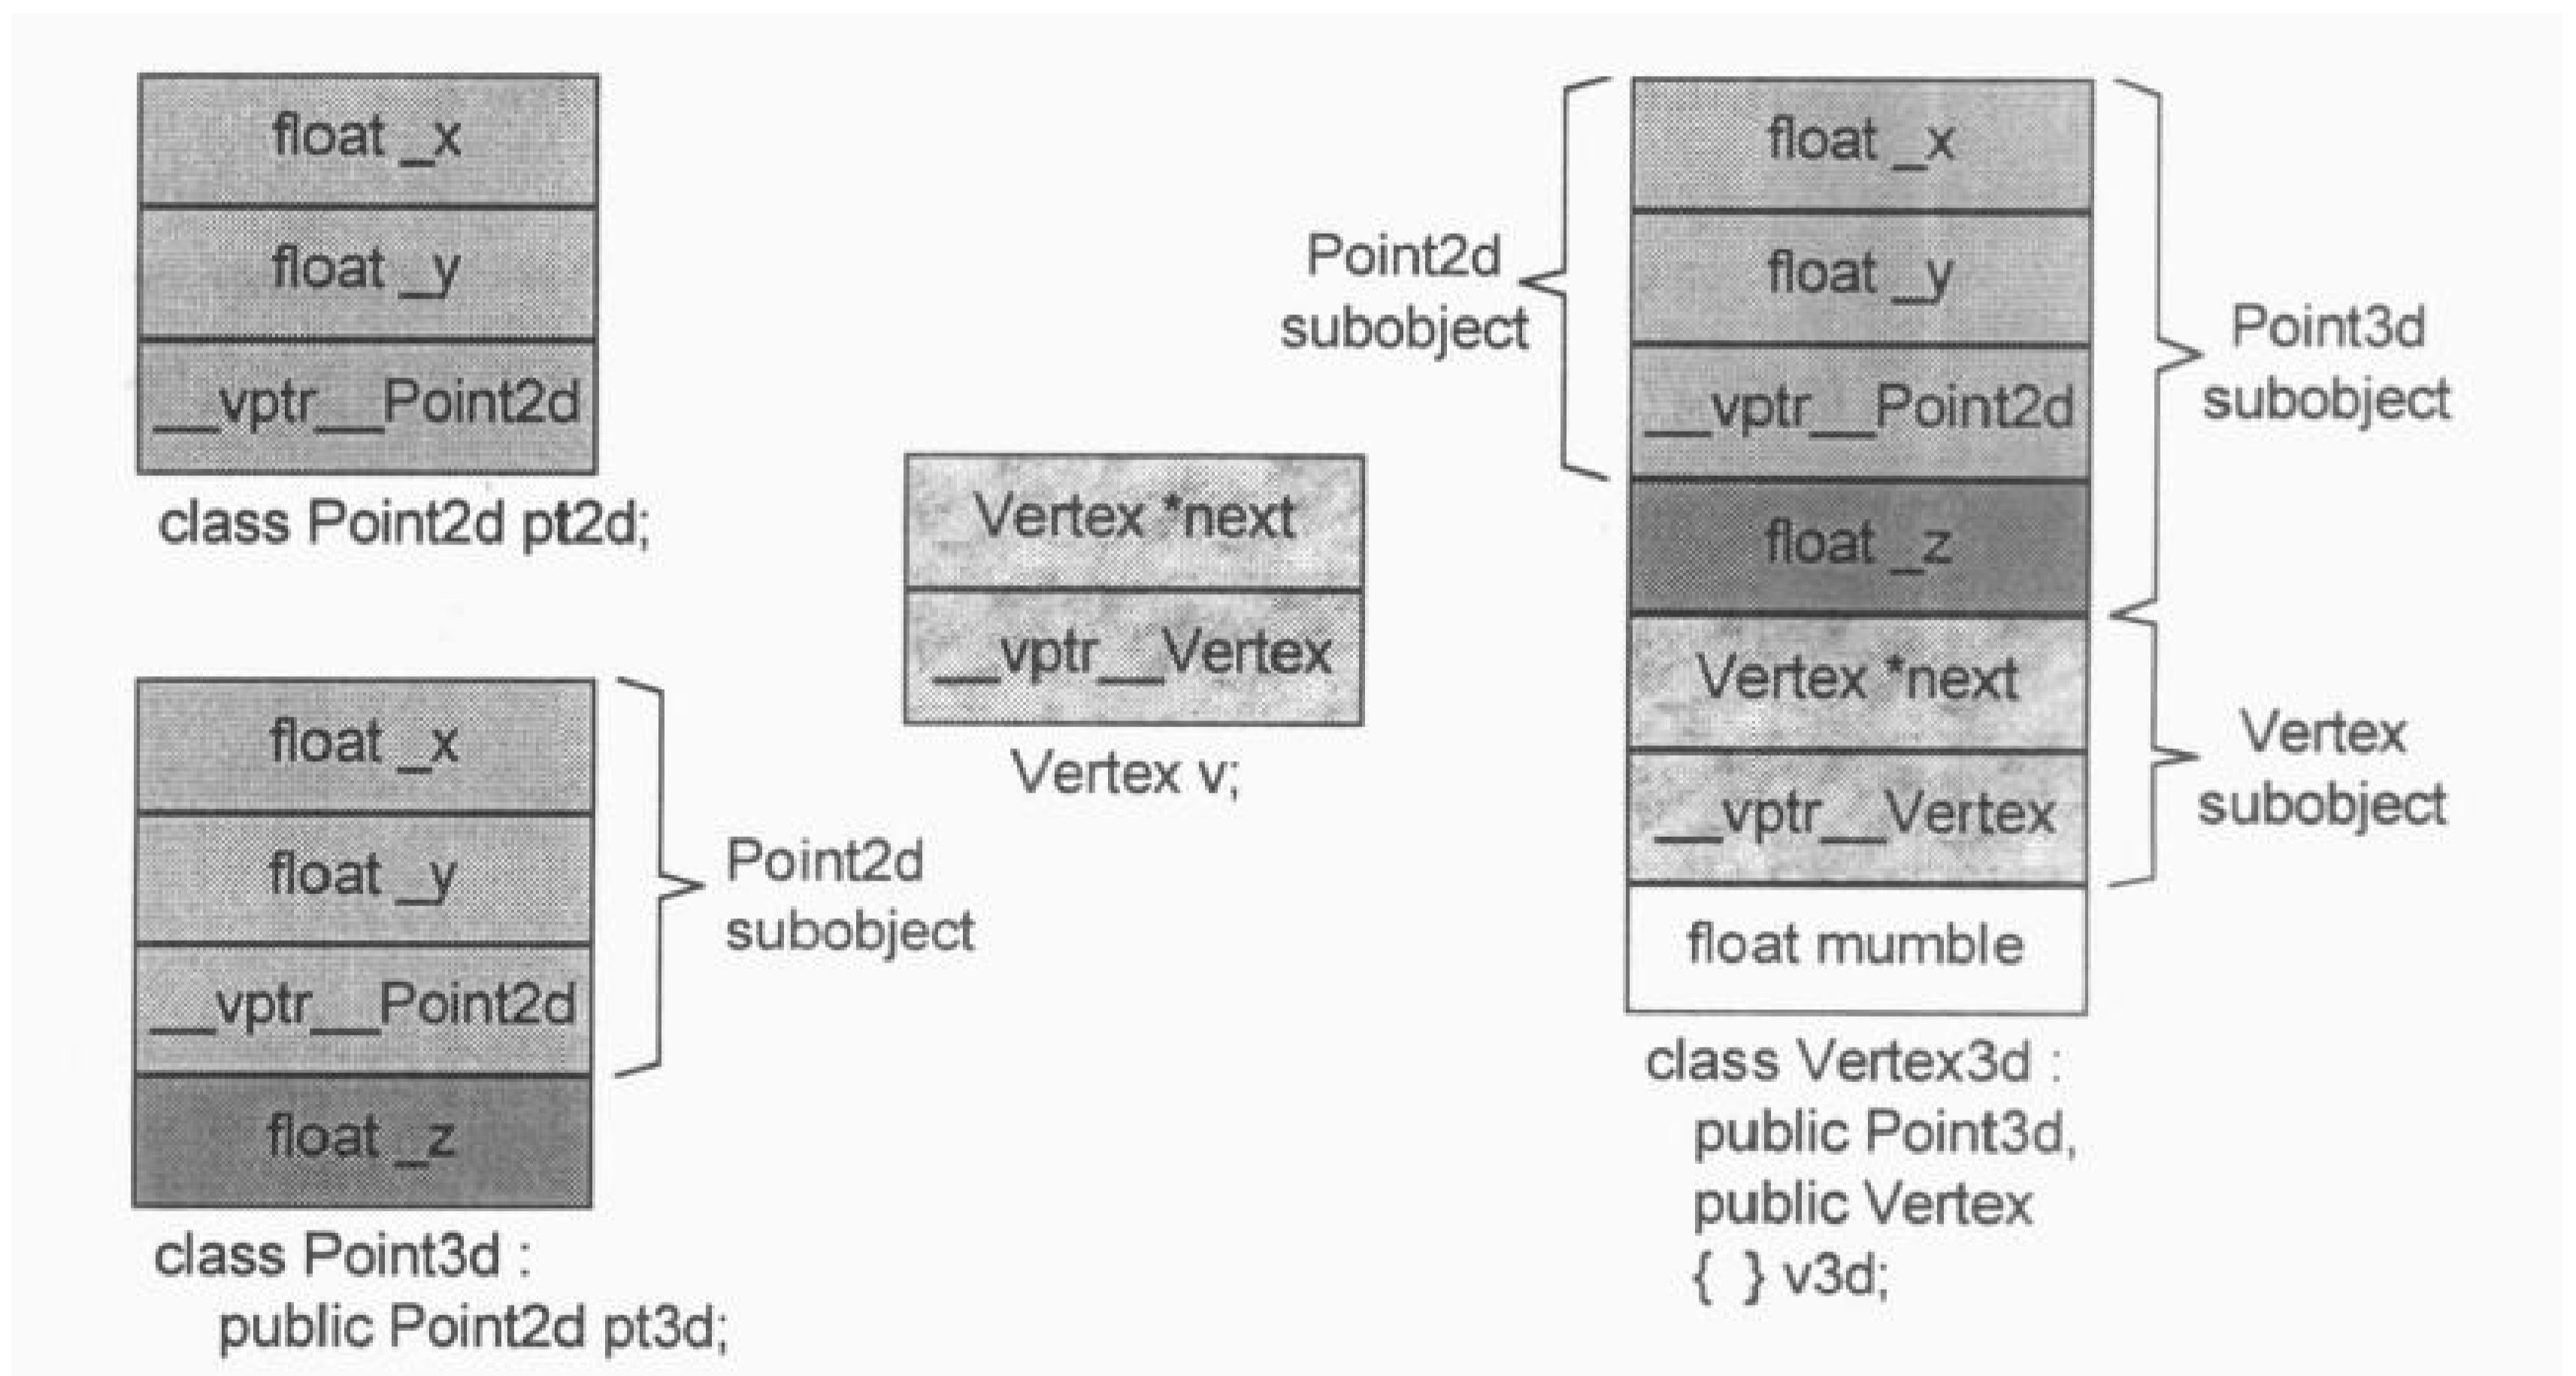 float _x
float _y
__vptr__Point2d
class Point2d pt2d;
float _x
float _y
__vptr__Point2d
float _z
Point2d
subobject
class Point3d :
public Point2d pt3d;
Vertex *next
__vptr__Vertex
Vertex v;
Point2d
subobject
float _x
float _y
__vptr__Point2d
float _z
Vertex *next
__vptr__Vertex
float mumble
Point3d
subobject
Vertex
subobject
class Vertex3d :
public Point3d,
public Vertex
{ } v3d;